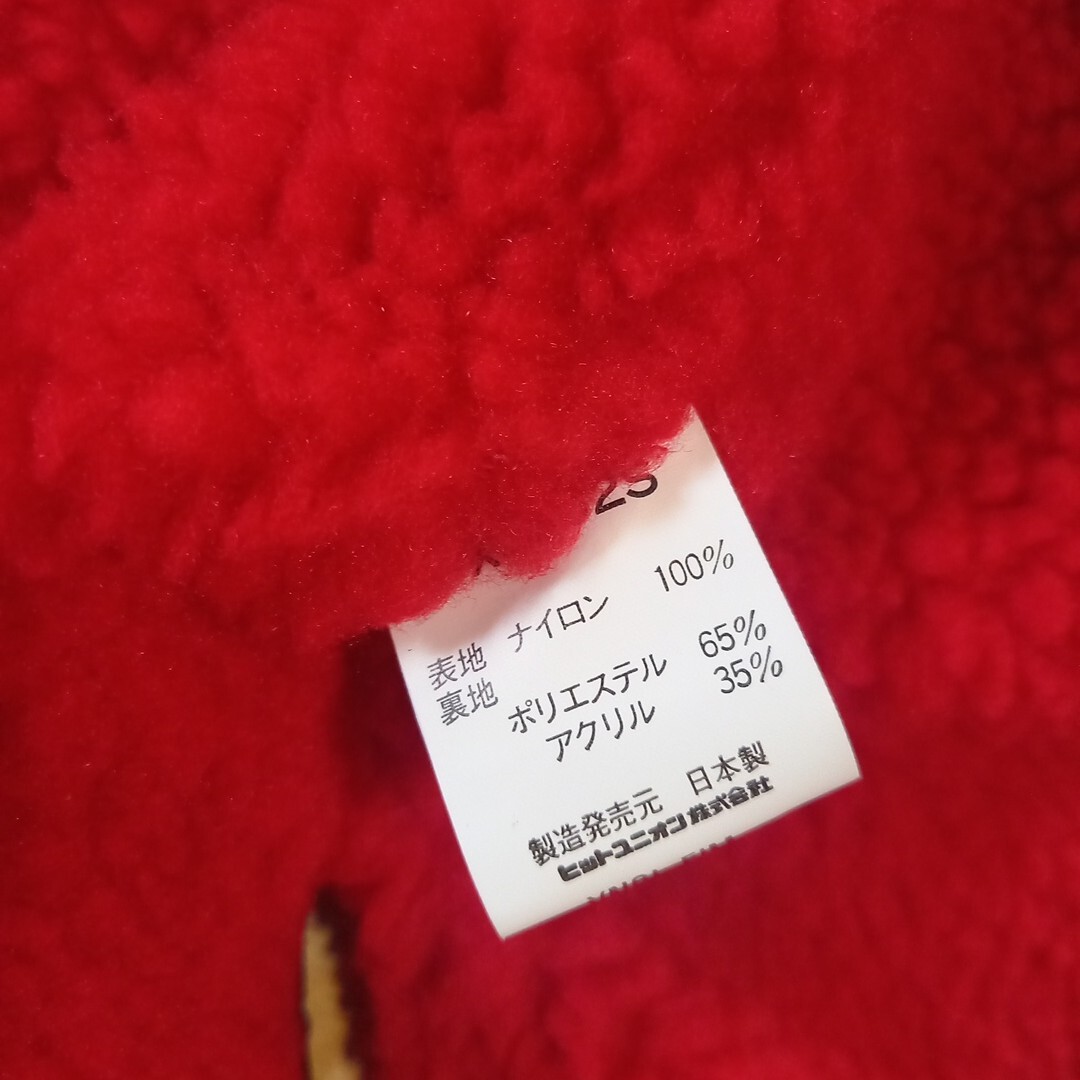 25
表地 ナイロン 100%
裏地 ポリエステル 65%
アクリル 35%
日本製
製造発売元
ヒットユニオン株式会社